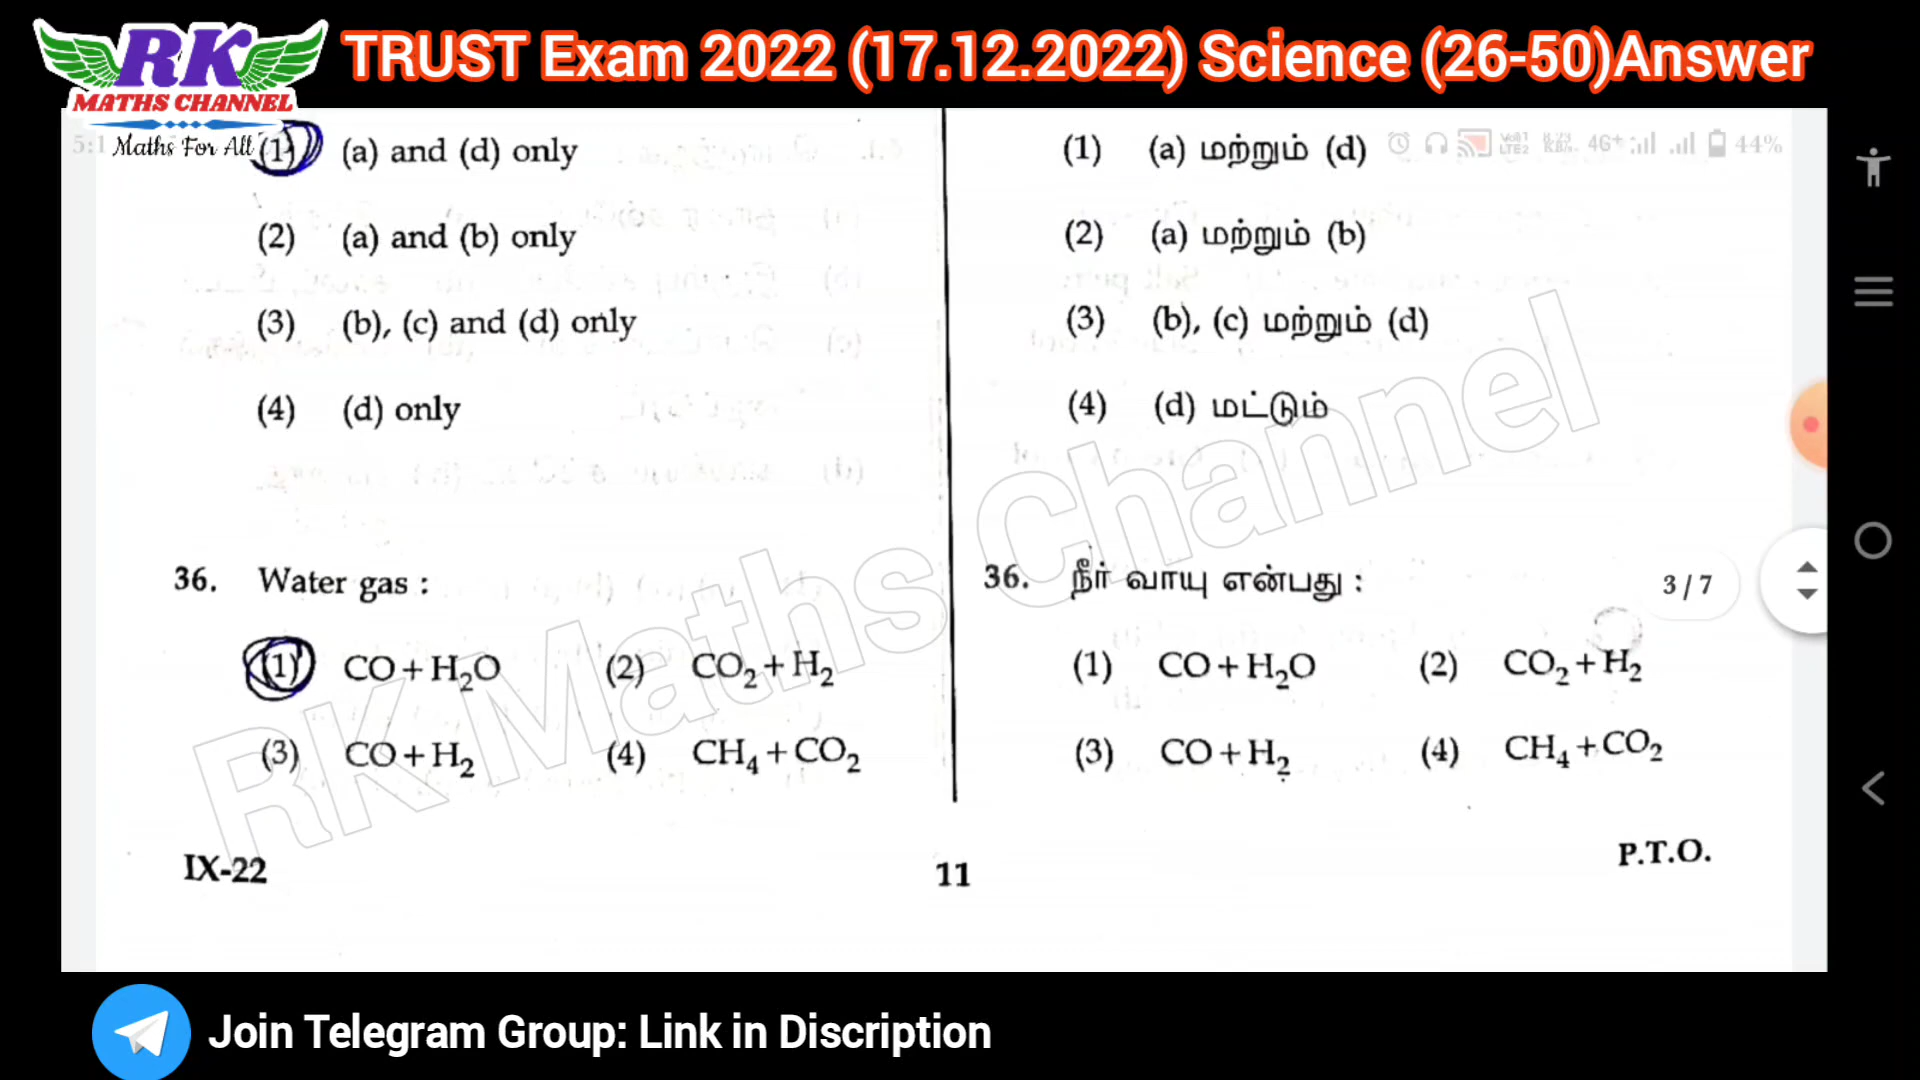 RK
MATHS CHANNEL
Maths For All
TRUST Exam 2022 (17.12.2022) Science (26-50)Answer
5:1
4G+
44%
(1) (a) and (d) only
(2) (a) and (b) only
(3) (b), (c) and (d) only
(4) (d) only
36. Water gas :
(1) CO + H₂O (2) CO₂ + H₂
(3) CO + H₂ (4) CH₄ + CO₂
(1) (a) மற்றும் (d)
(2) (a) மற்றும் (b)
(3) (b), (c) மற்றும் (d)
(4) (d) மட்டும்
36. நீர் வாயு என்பது :
(1) CO + H₂O (2) CO₂ + H₂
(3) CO + H₂ (4) CH₄ + CO₂
3 / 7
RK Maths Channel
IX-22
11
P.T.O.
Join Telegram Group: Link in Discription